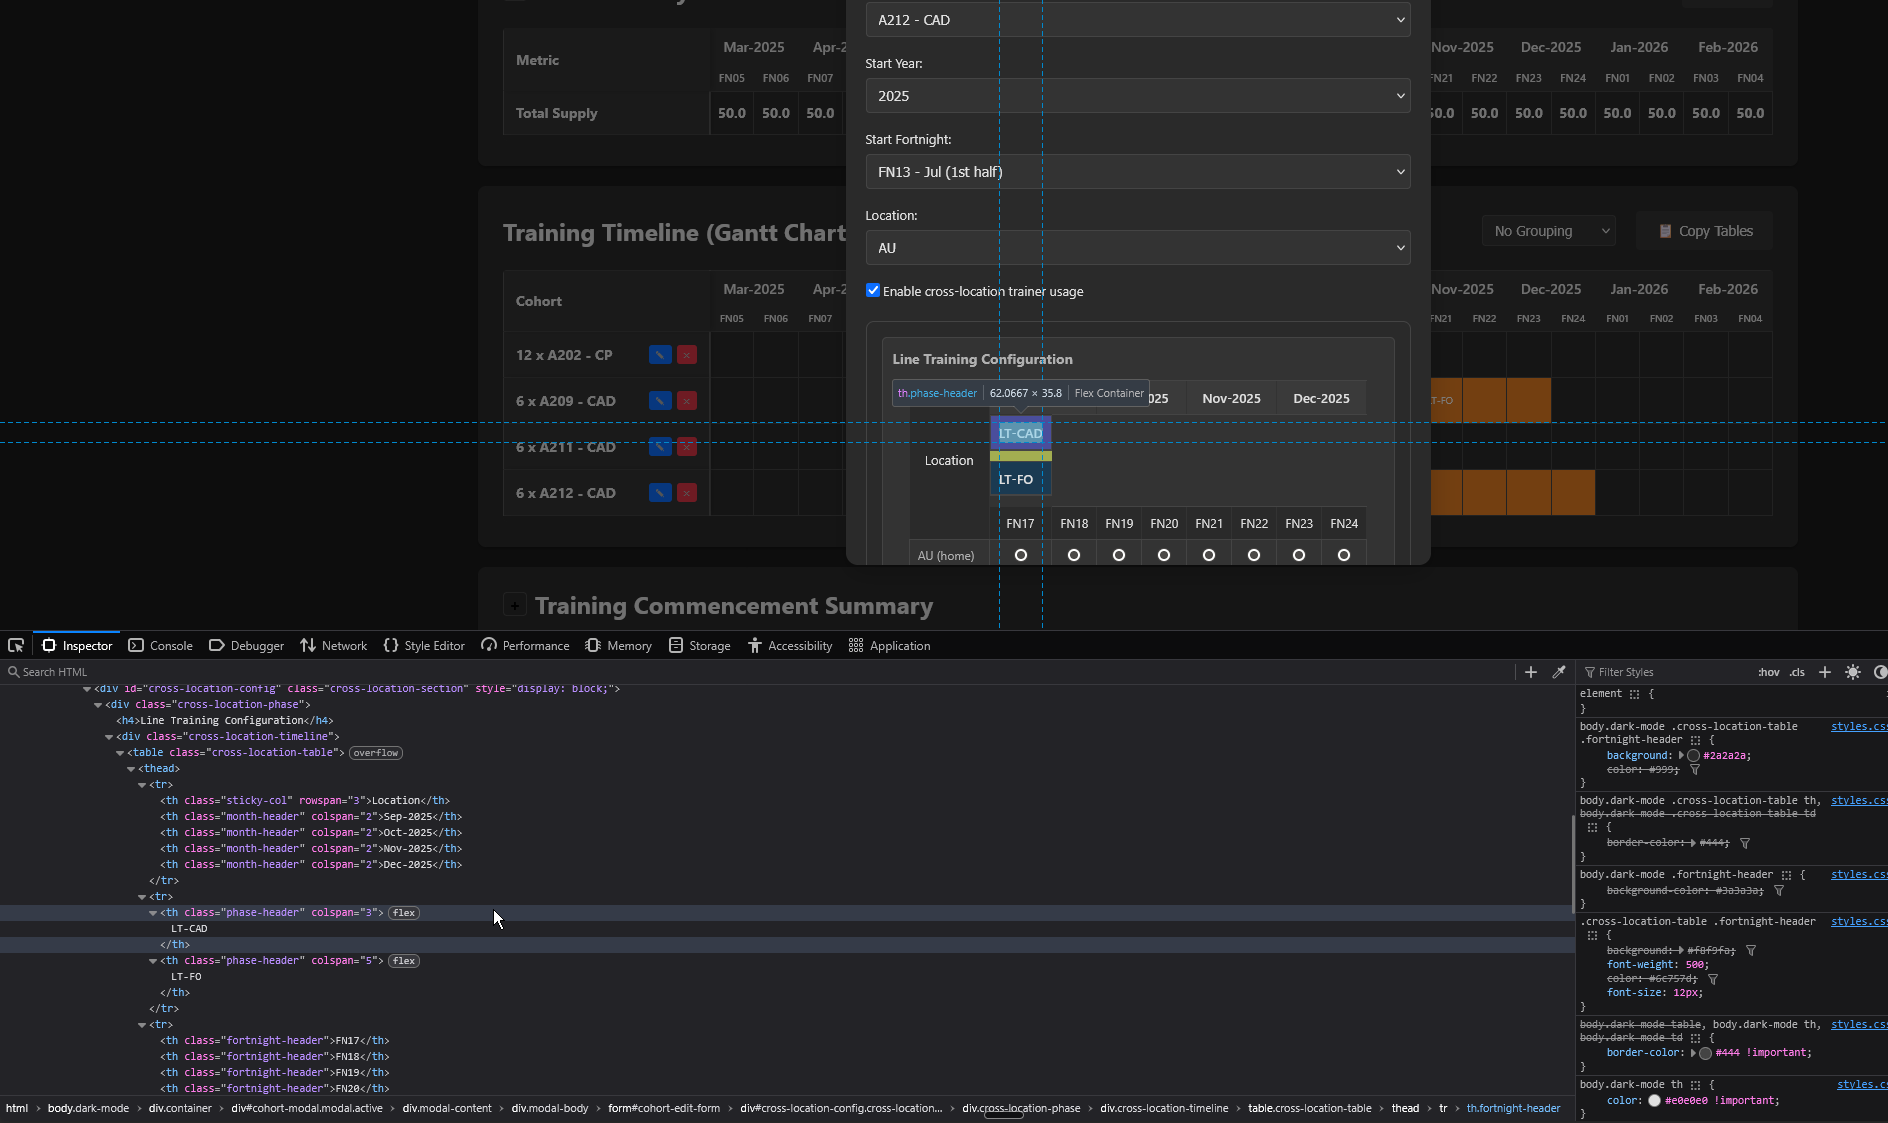 A212 - CAD
Metric
Mar-2025
Apr-2
Nov-2025
Dec-2025
Jan-2026
Feb-2026
FN05 FN06 FN07
FN21 FN22 FN23 FN24 FN01 FN02 FN03 FN04
Start Year:
2025
Total Supply 50.0 50.0 50.0
50.0 50.0 50.0 50.0 50.0 50.0 50.0 50.0
Start Fortnight:
FN13 - Jul (1st half)
Location:
AU
Training Timeline (Gantt Chart
No Grouping
Copy Tables
Enable cross-location trainer usage
Cohort
Mar-2025
Apr-2
Nov-2025
Dec-2025
Jan-2026
Feb-2026
FN05 FN06 FN07
FN21 FN22 FN23 FN24 FN01 FN02 FN03 FN04
12 x A202 - CP
6 x A209 - CAD
6 x A211 - CAD
6 x A212 - CAD
LT-FO
Line Training Configuration
th.phase-header 62.0667 × 35.8 Flex Container
025
Nov-2025
Dec-2025
LT-CAD
Location
LT-FO
FN17 FN18 FN19 FN20 FN21 FN22 FN23 FN24
AU (home)
+ Training Commencement Summary
Inspector Console Debugger Network Style Editor Performance Memory Storage Accessibility Application
Search HTML
<div id="cross-location-config" class="cross-location-section" style="display: block;">
<div class="cross-location-phase">
<h4>Line Training Configuration</h4>
<div class="cross-location-timeline">
<table class="cross-location-table> overflow
<thead>
<tr>
<th class="sticky-col" rowspan="3">Location</th>
<th class="month-header" colspan="2">Sep-2025</th>
<th class="month-header" colspan="2">Oct-2025</th>
<th class="month-header" colspan="2">Nov-2025</th>
<th class="month-header" colspan="2">Dec-2025</th>
</tr>
<tr>
<th class="phase-header" colspan="3"> flex
LT-CAD
</th>
<th class="phase-header" colspan="5"> flex
LT-FO
</th>
</tr>
<tr>
<th class="fortnight-header">FN17</th>
<th class="fortnight-header">FN18</th>
<th class="fortnight-header">FN19</th>
<th class="fortnight-header">FN20</th>
html › body.dark-mode › div.container › div#cohort-modal.modal.active › div.modal-content › div.modal-body › form#cohort-edit-form › div#cross-location-config.cross-location... › div.cross-location-phase › div.cross-location-timeline › table.cross-location-table › thead › tr › th.fortnight-header
Filter Styles
:hov .cls
element {
}
body.dark-mode .cross-location-table styles.css
.fortnight-header {
background: #2a2a2a;
color: #999;
}
body.dark-mode .cross-location-table th, styles.css
body.dark-mode .cross-location-table td
{
border-color: #444;
}
body.dark-mode .fortnight-header { styles.css
background-color: #3a3a3a;
}
.cross-location-table .fortnight-header styles.css
{
background: #f8f9fa;
font-weight: 500;
color: #6c757d;
font-size: 12px;
}
body.dark-mode table, body.dark-mode th, styles.css
body.dark-mode td {
border-color: #444 !important;
}
body.dark-mode th { styles.c
color: #e0e0e0 !important;
}